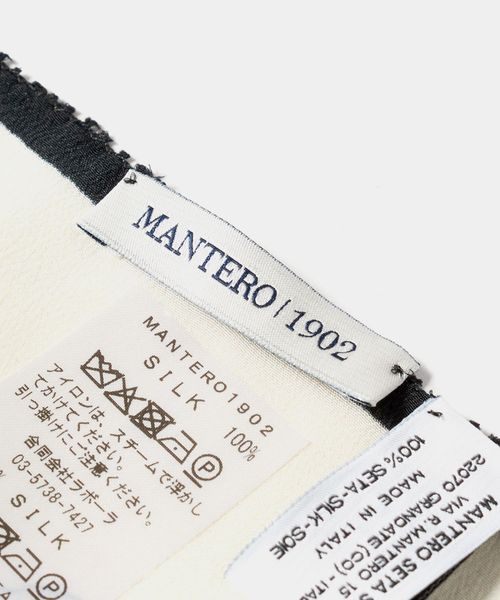 MANTERO | 1902
MANTERO1902
SILK 100%
アイロンは、スチームで浮かし
てかけてください。
引っ掛けにご注意ください。
合同会社ラボーラ
03-5738-7427
SILK
MANTERO SETA
VIA R. MANTERO 15
22070 GRANDATE (CO) - ITA
MADE IN ITALY
100% SETA-SILK-SOIE